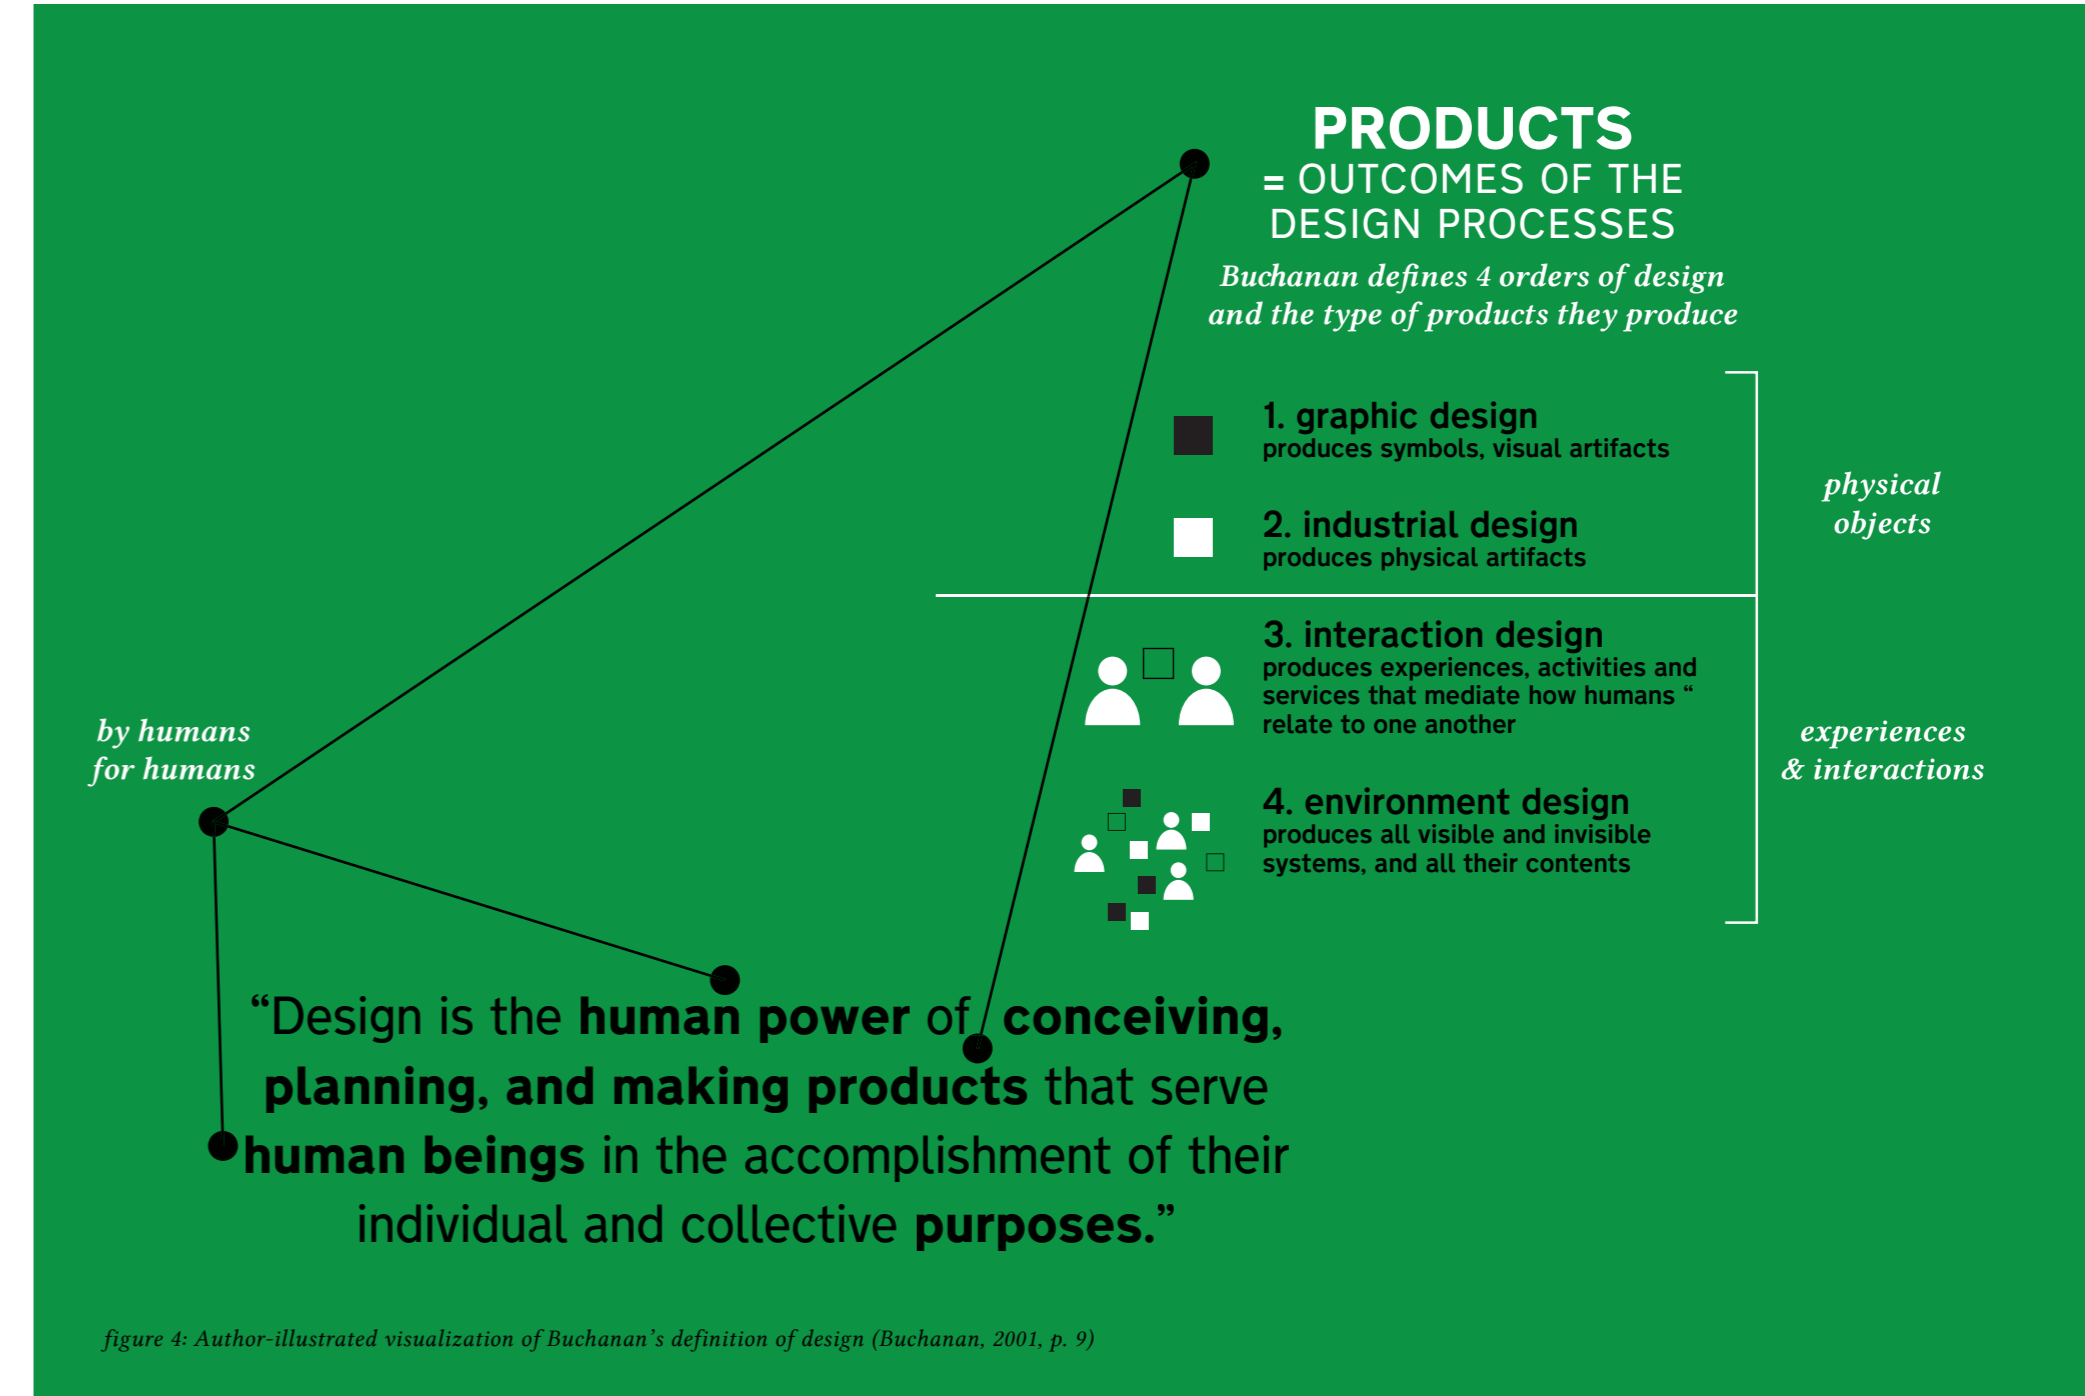 PRODUCTS
= OUTCOMES OF THE
DESIGN PROCESSES
Buchanan defines 4 orders of design
and the type of products they produce
1. graphic design
produces symbols, visual artifacts
2. industrial design
produces physical artifacts
physical
objects
3. interaction design
produces experiences, activities and
services that mediate how humans “
relate to one another
4. environment design
produces all visible and invisible
systems, and all their contents
experiences
& interactions
by humans
for humans
“Design is the human power of conceiving,
planning, and making products that serve
human beings in the accomplishment of their
individual and collective purposes.”
figure 4: Author-illustrated visualization of Buchanan’s definition of design (Buchanan, 2001, p. 9)